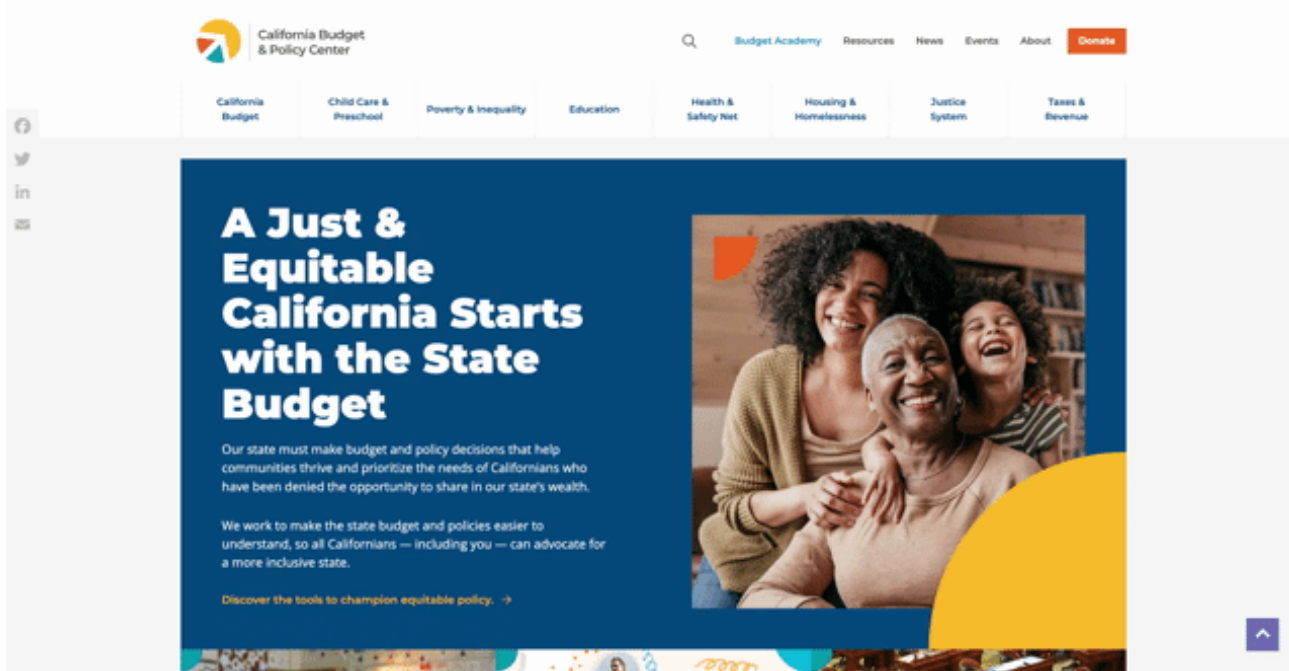 California Budget
& Policy Center
Budget Academy
Resources
News
Events
About
Donate
California
Budget
Child Care &
Preschool
Poverty & Inequality
Education
Health &
Safety Net
Housing &
Homelessness
Justice
System
Taxes &
Revenue
A Just &
Equitable
California Starts
with the State
Budget
Our state must make budget and policy decisions that help
communities thrive and prioritize the needs of Californians who
have been denied the opportunity to share in our state's wealth.
We work to make the state budget and policies easier to
understand, so all Californians — including you — can advocate for
a more inclusive state.
Discover the tools to champion equitable policy. →